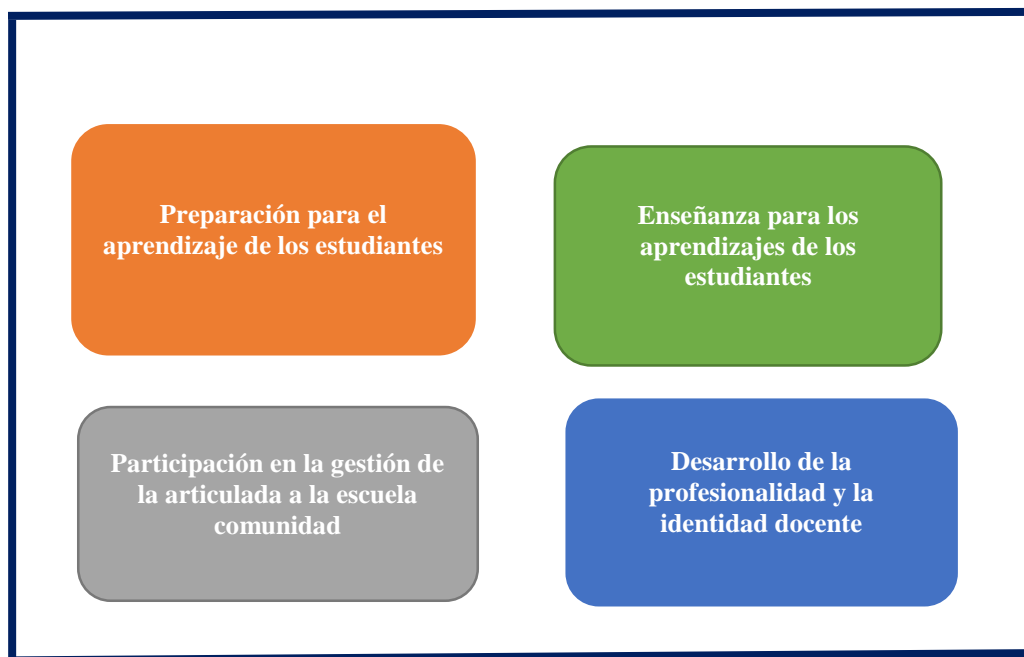 Preparación para el
aprendizaje de los estudiantes
Enseñanza para los
aprendizajes de los
estudiantes
Participación en la gestión de
la articulada a la escuela
comunidad
Desarrollo de la
profesionalidad y la
identidad docente